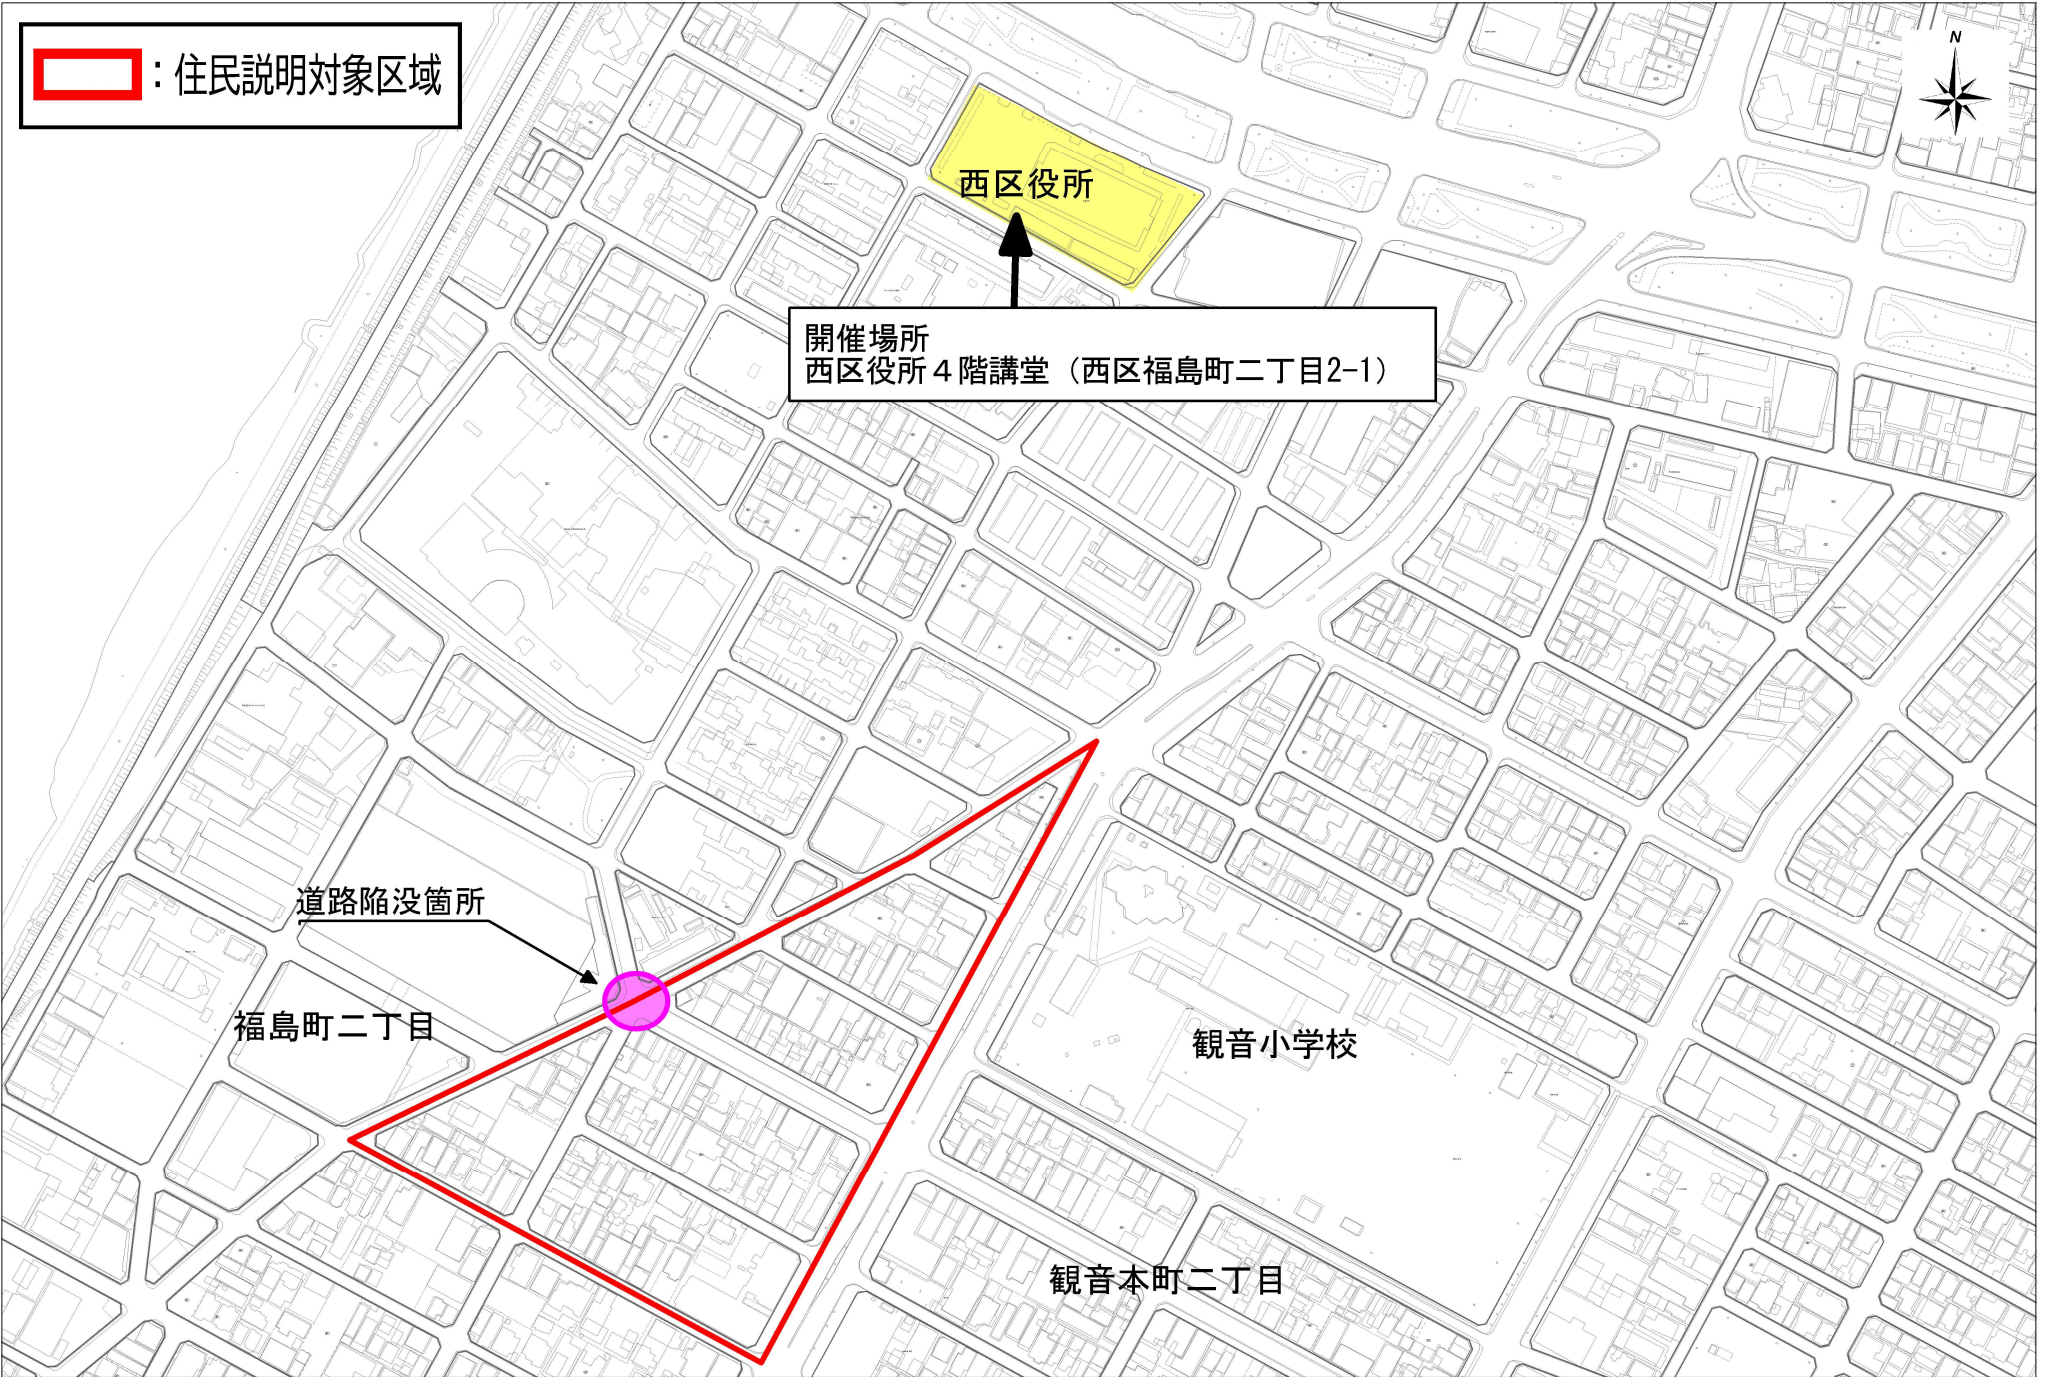 ：住民説明対象区域
N
西区役所
開催場所
西区役所４階講堂（西区福島町二丁目2-1）
道路陥没箇所
福島町二丁目
観音小学校
観音本町二丁目